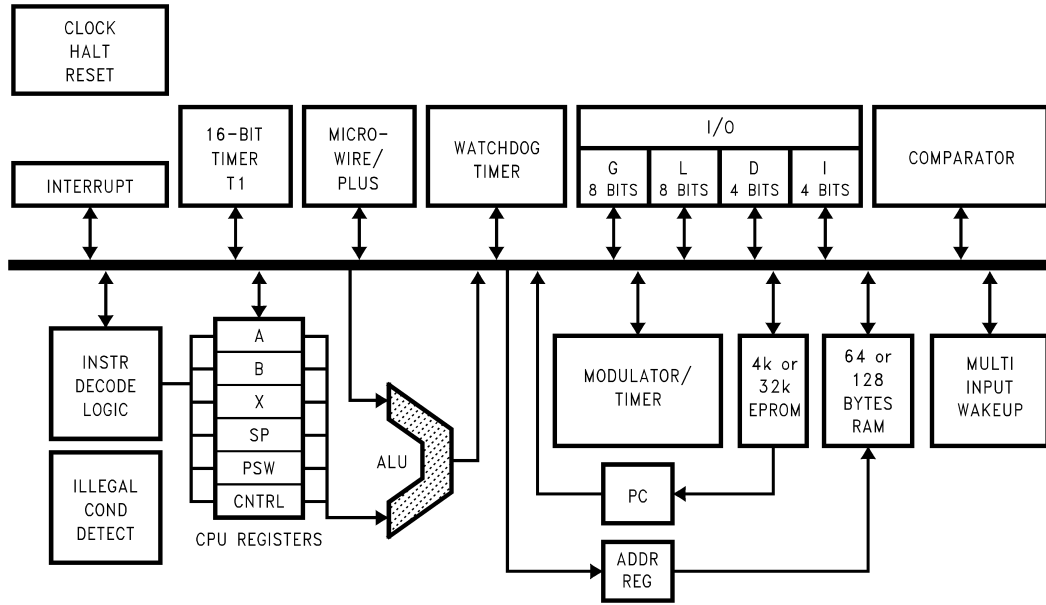 CLOCK
HALT
RESET
INTERRUPT
16-BIT
TIMER
T1
MICRO-
WIRE/
PLUS
WATCHDOG
TIMER
I/O
G
8 BITS
L
8 BITS
D
4 BITS
I
4 BITS
COMPARATOR
INSTR
DECODE
LOGIC
ILLEGAL
COND
DETECT
A
B
X
SP
PSW
CNTRL
CPU REGISTERS
ALU
MODULATOR/
TIMER
4k or
32k
EPROM
64 or
128
BYTES
RAM
MULTI
INPUT
WAKEUP
PC
ADDR
REG